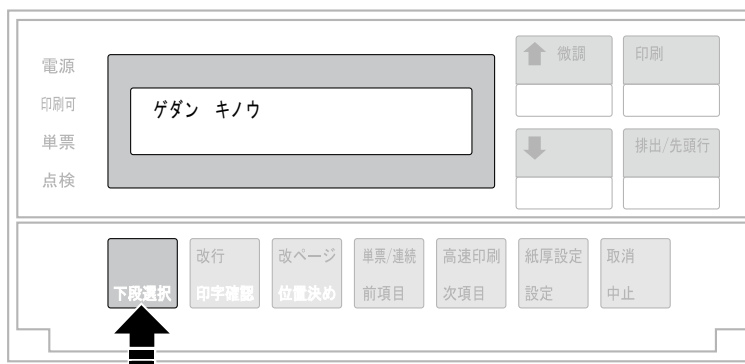 電源
印刷可
単票
点検
ゲダン キノウ
微調
印刷
排出/先頭行
下段選択
改行
印字確認
改ページ
位置決め
単票/連続
前項目
高速印刷
次項目
紙厚設定
設定
取消
中止